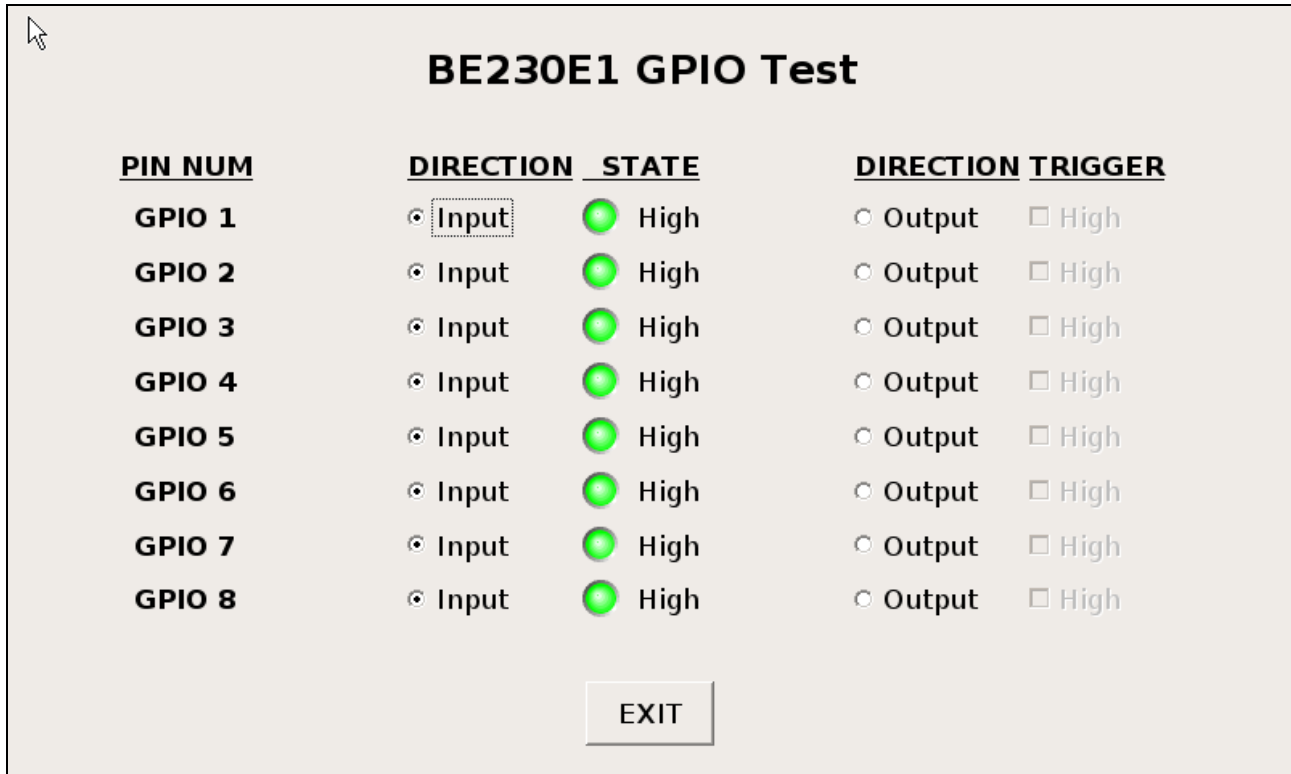 BE230E1 GPIO Test
PIN NUM DIRECTION STATE DIRECTION TRIGGER
GPIO 1 Input High Output High
GPIO 2 Input High Output High
GPIO 3 Input High Output High
GPIO 4 Input High Output High
GPIO 5 Input High Output High
GPIO 6 Input High Output High
GPIO 7 Input High Output High
GPIO 8 Input High Output High
EXIT